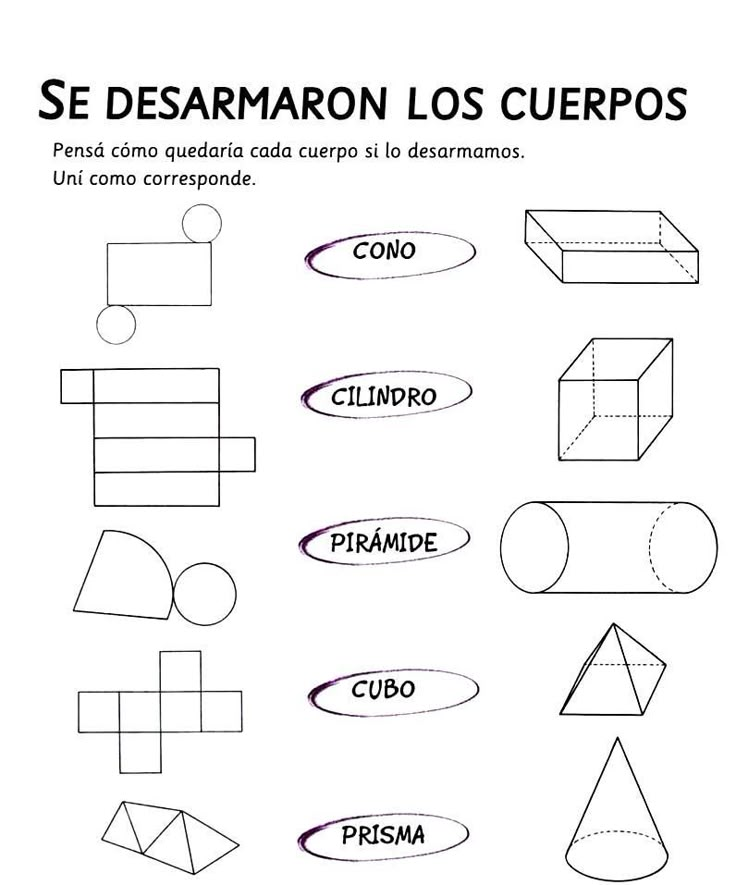 SE DESARMARON LOS CUERPOS
Pensá cómo quedaría cada cuerpo si lo desarmamos.
Uní como corresponde.
CONO
CILINDRO
PIRÁMIDE
CUBO
PRISMA